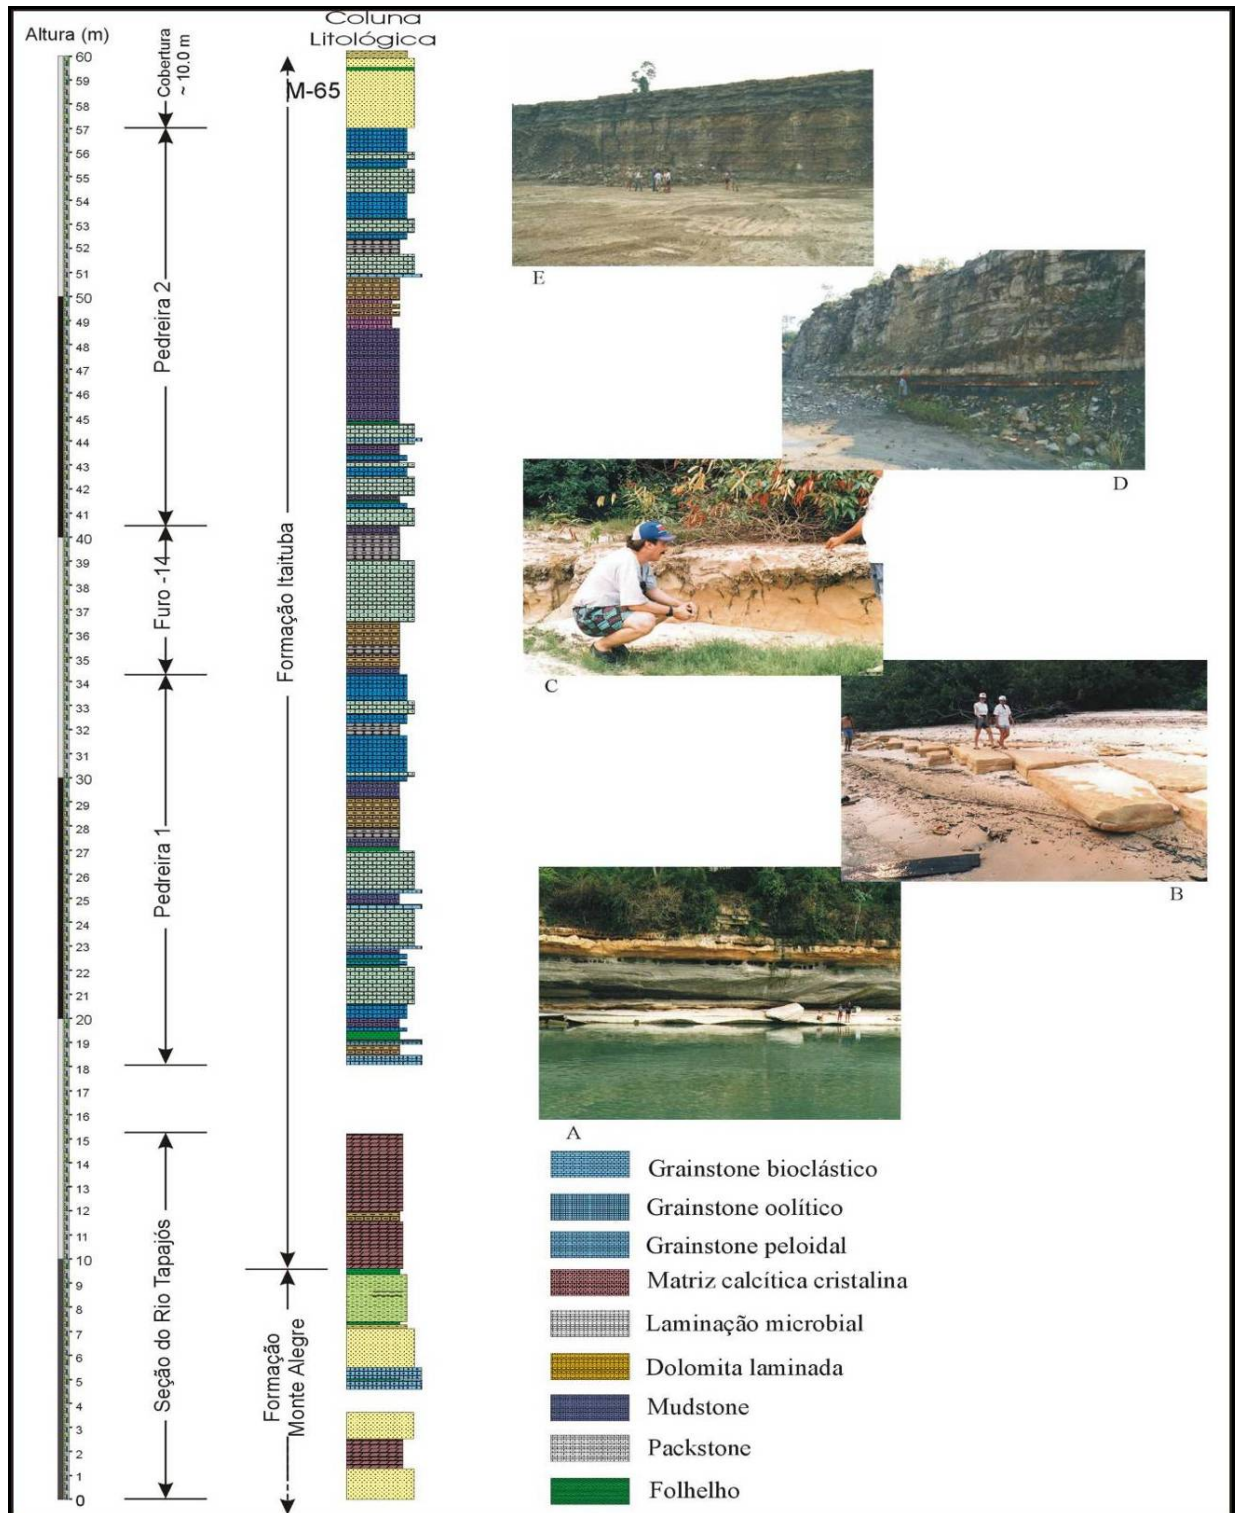 Altura (m)
Coluna
Litológica
Cobertura
~ 10.0 m
60
59
58
57
56
55
54
53
52
51
50
49
48
47
46
45
44
43
42
41
40
39
38
37
36
35
34
33
32
31
30
29
28
27
26
25
24
23
22
21
20
19
18
17
16
15
14
13
12
11
10
9
8
7
6
5
4
3
2
1
0
Pedreira 2
Furo -14
Pedreira 1
Seção do Rio Tapajós
Formação Itaituba
Formação
Monte Alegre
M-65
E
D
C
B
A
Grainstone bioclástico
Grainstone oolítico
Grainstone peloidal
Matriz calcítica cristalina
Laminação microbial
Dolomita laminada
Mudstone
Packstone
Folhelho